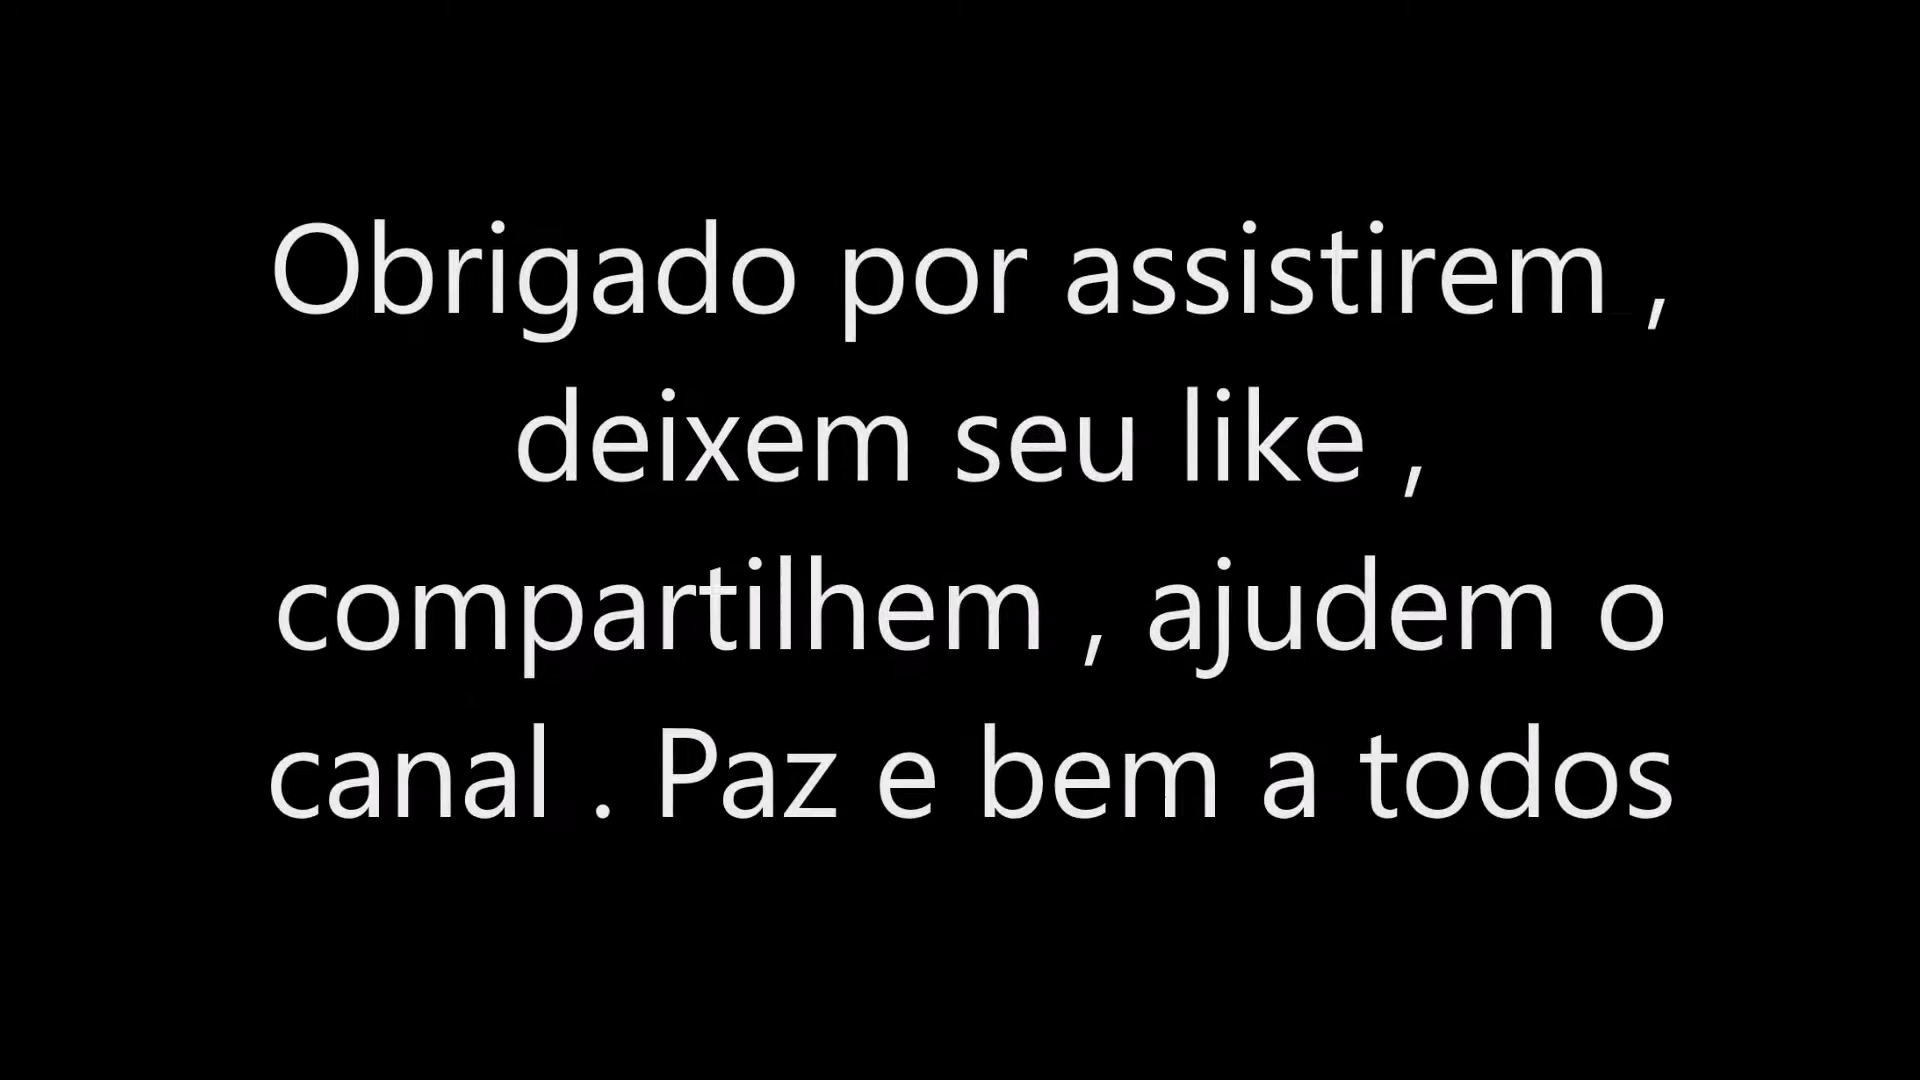 Obrigado por assistirem ,
deixem seu like ,
compartilhem , ajudem o
canal . Paz e bem a todos